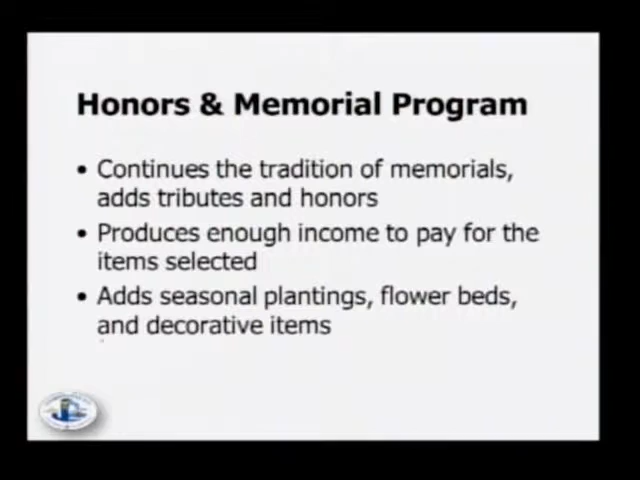 Honors & Memorial Program
• Continues the tradition of memorials,
adds tributes and honors
• Produces enough income to pay for the
items selected
• Adds seasonal plantings, flower beds,
and decorative items